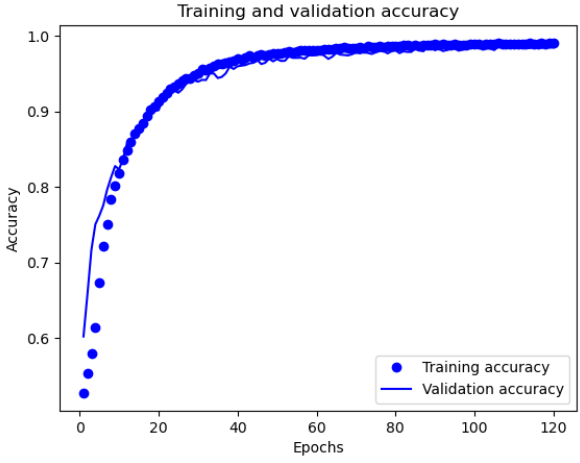 Training and validation accuracy
1.0
0.9
0.8
0.7
0.6
Accuracy
Training accuracy
Validation accuracy
0 20 40 60 80 100 120
Epochs